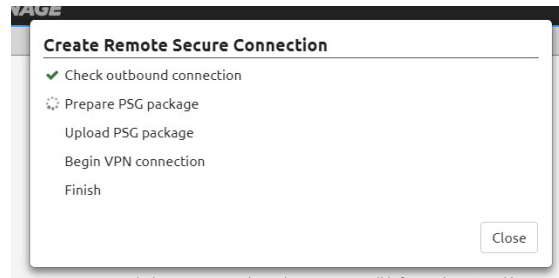 Create Remote Secure Connection
Check outbound connection
Prepare PSG package
Upload PSG package
Begin VPN connection
Finish
Close